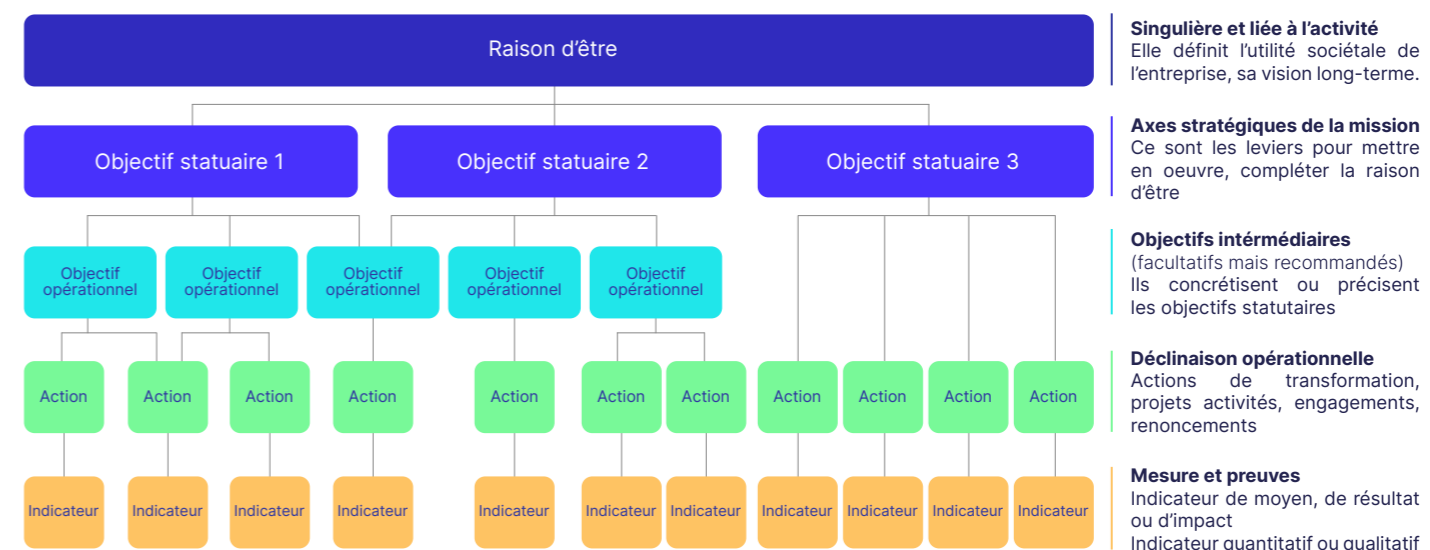 Raison d’être
Singulière et liée à l’activité
Elle définit l’utilité sociétale de
l’entreprise, sa vision long-terme.
Objectif statuaire 1
Objectif statuaire 2
Objectif statuaire 3
Axes stratégiques de la mission
Ce sont les leviers pour mettre
en oeuvre, compléter la raison
d’être
Objectif
opérationnel
Objectif
opérationnel
Objectif
opérationnel
Objectif
opérationnel
Objectif
opérationnel
Objectifs intérmédiaires
(facultatifs mais recommandés)
Ils concrétisent ou précisent
les objectifs statutaires
Action
Action
Action
Action
Action
Action
Action
Action
Action
Action
Action
Déclinaison opérationnelle
Actions de transformation,
projets activités, engagements,
renoncements
Indicateur
Indicateur
Indicateur
Indicateur
Indicateur
Indicateur
Indicateur
Indicateur
Indicateur
Indicateur
Indicateur
Mesure et preuves
Indicateur de moyen, de résultat
ou d’impact
Indicateur quantitatif ou qualitatif